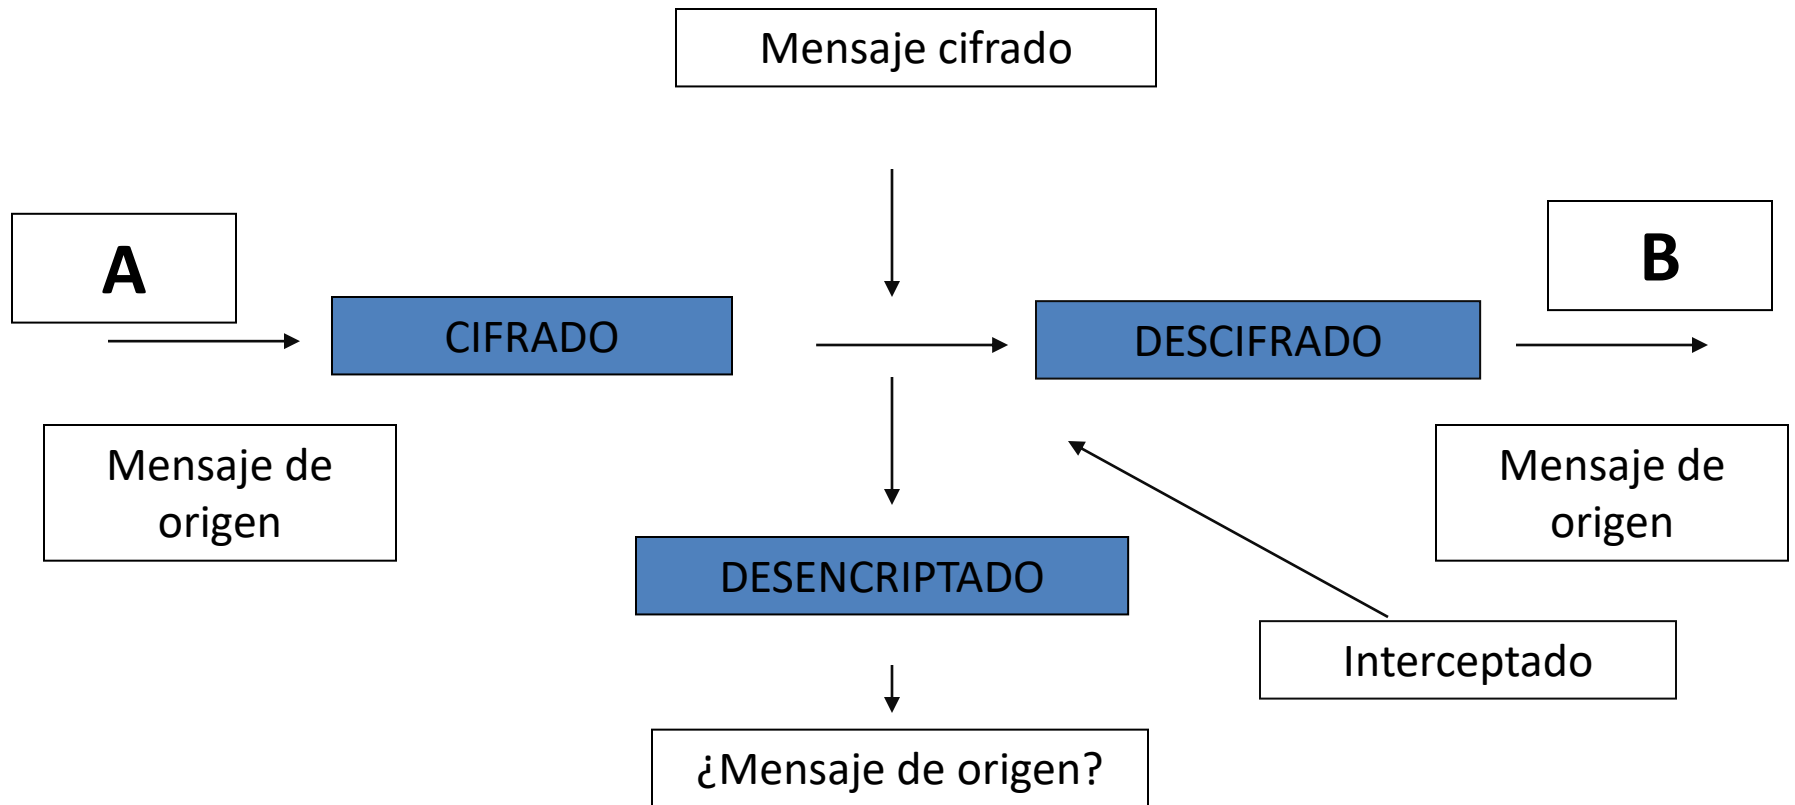 Mensaje cifrado
A
B
CIFRADO
DESCIFRADO
Mensaje de
origen
Mensaje de
origen
DESENCRIPTADO
Interceptado
¿Mensaje de origen?